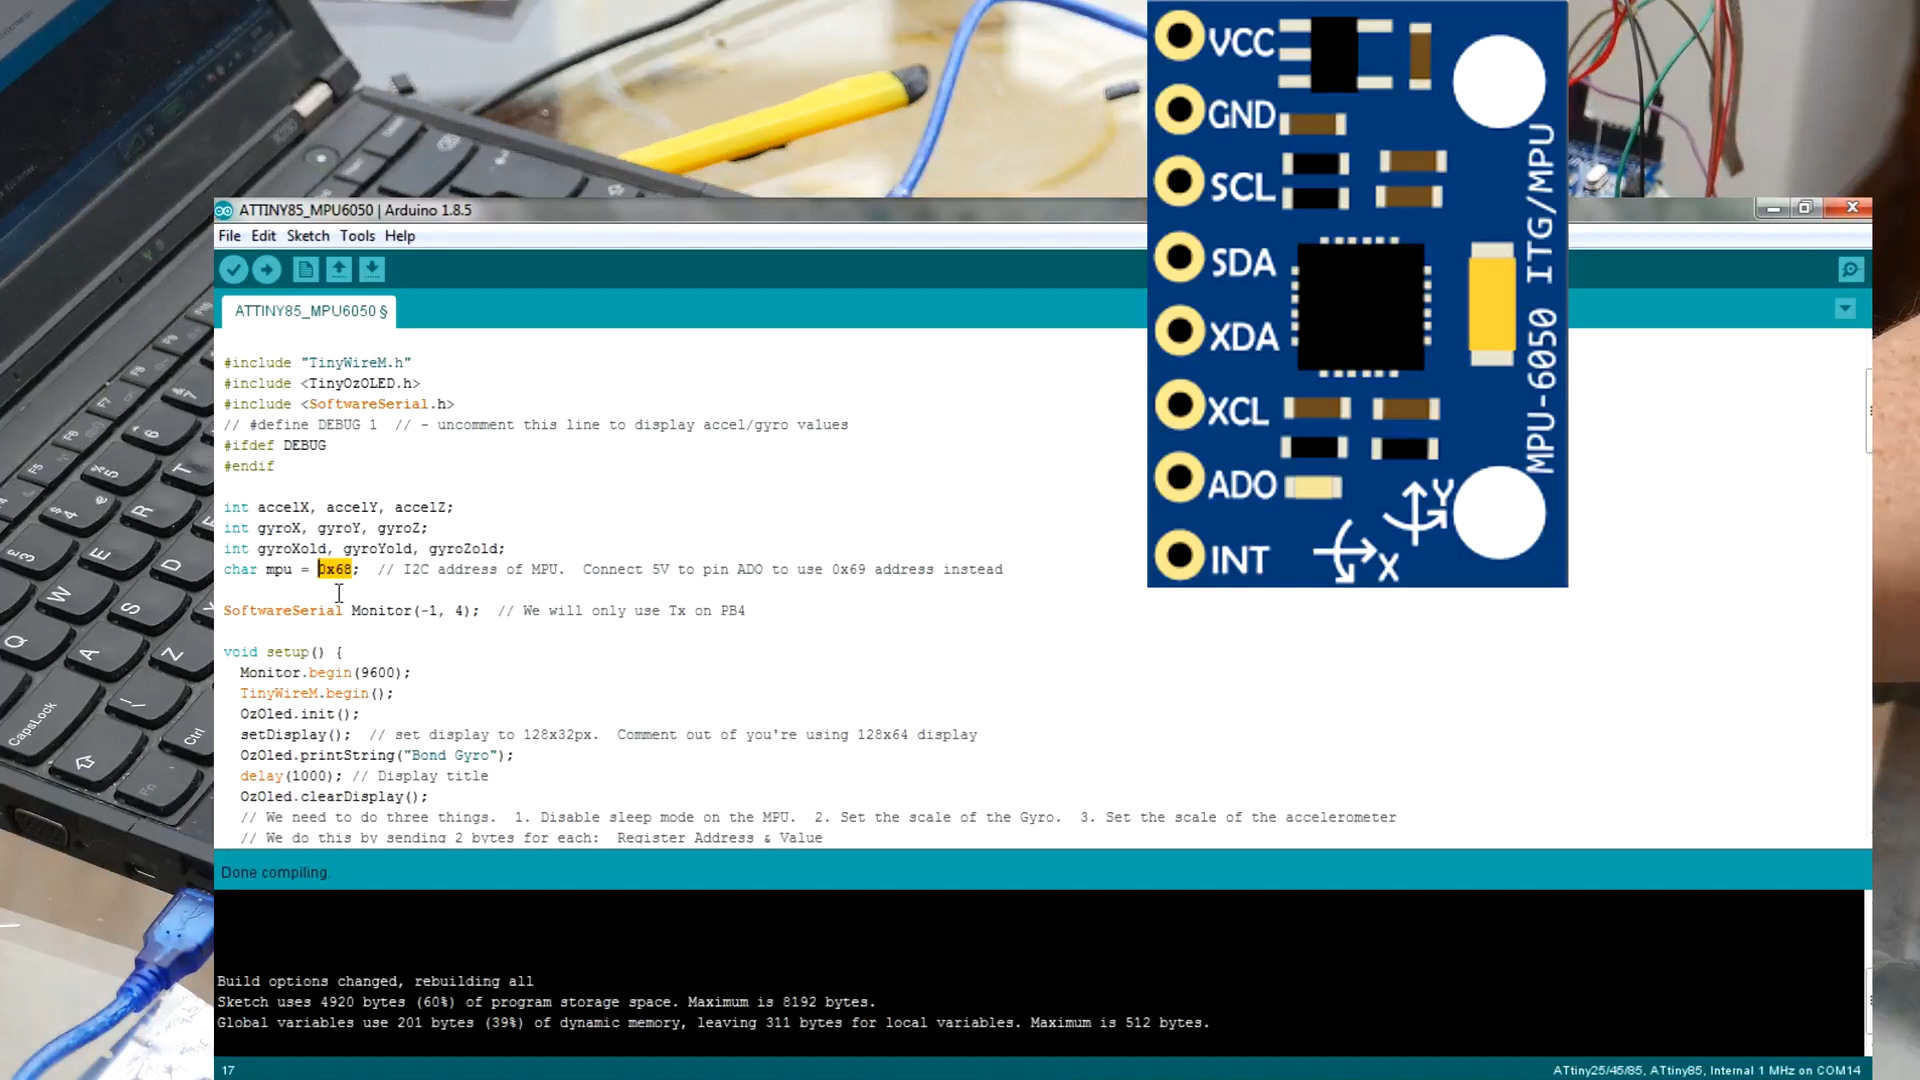 VCC
GND
SCL
SDA
XDA
XCL
ADO
INT
MPU-6050 ITG/MPU
Y
X
ATTINY85_MPU6050 | Arduino 1.8.5
File Edit Sketch Tools Help
ATTINY85_MPU6050 §
#include "TinyWireM.h"
#include <TinyOzOLED.h>
#include <SoftwareSerial.h>
// #define DEBUG 1  // - uncomment this line to display accel/gyro values
#ifdef DEBUG
#endif
int accelX, accelY, accelZ;
int gyroX, gyroY, gyroZ;
int gyroXold, gyroYold, gyroZold;
char mpu = 0x68;  // I2C address of MPU.  Connect 5V to pin ADO to use 0x69 address instead
SoftwareSerial Monitor(-1, 4);  // We will only use Tx on PB4
void setup() {
Monitor.begin(9600);
TinyWireM.begin();
OzOled.init();
setDisplay();  // set display to 128x32px.  Comment out of you're using 128x64 display
OzOled.printString("Bond Gyro");
delay(1000); // Display title
OzOled.clearDisplay();
// We need to do three things.  1. Disable sleep mode on the MPU.  2. Set the scale of the Gyro.  3. Set the scale of the accelerometer
// We do this by sending 2 bytes for each:  Register Address & Value
Done compiling.
Build options changed, rebuilding all
Sketch uses 4920 bytes (60%) of program storage space. Maximum is 8192 bytes.
Global variables use 201 bytes (39%) of dynamic memory, leaving 311 bytes for local variables. Maximum is 512 bytes.
17
ATtiny25/45/85, ATtiny85, Internal 1 MHz on COM14
CapsLock
Ctrl
Fn
Q
A
Z
W
S
E
D
R
T
F5
F6
F7